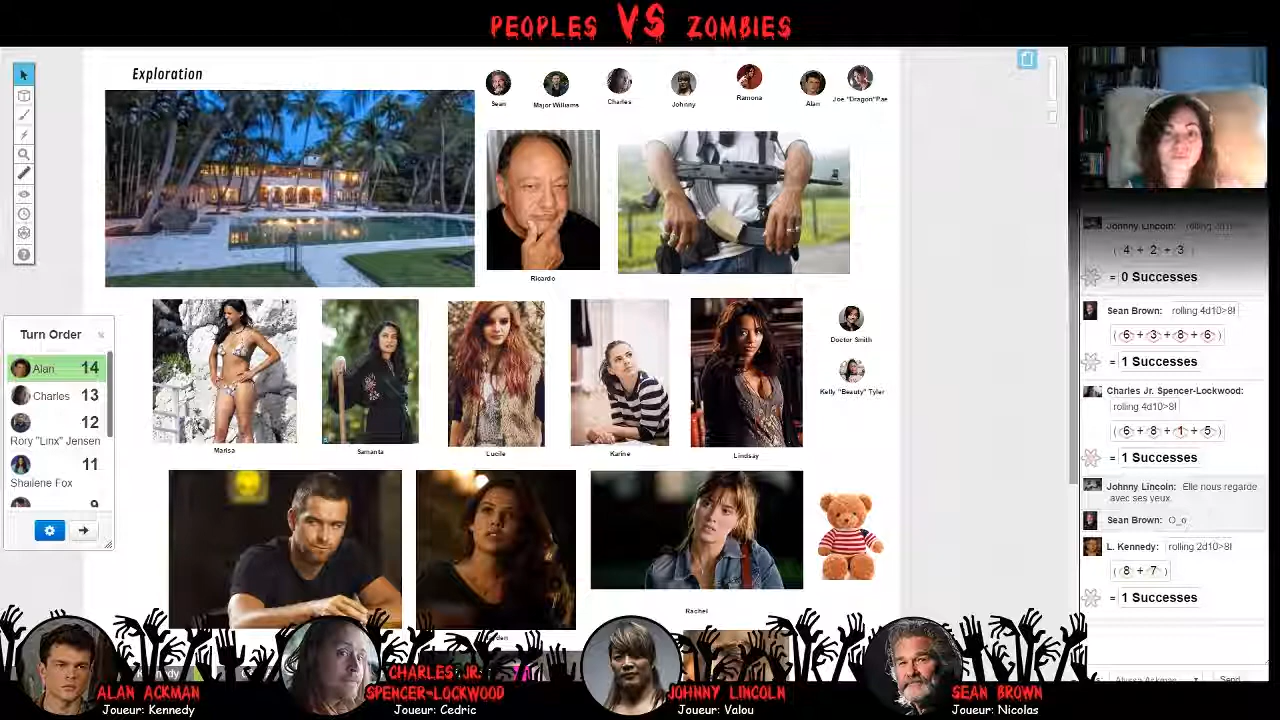 PEOPLES VS ZOMBIES
Exploration
Sean
Major Williams
Charles
Johnny
Ramona
Alan
Joe "Dragon" Pae
Ricardo
Doctor Smith
Kelly "Beauty" Tyler
Marisa
Samanta
Lucile
Karine
Lindsay
Rachel
Turn Order
Alan 14
Charles 13
12
Rory "Linx" Jensen
11
Shailene Fox
9
Johnny Lincoln: rolling
( 4 + 2 + 3
= 0 Successes
Sean Brown: rolling 4d10>8!
( 6 + 3 + 8 + 6 )
= 1 Successes
Charles Jr. Spencer-Lockwood:
rolling 4d10>8!
( 6 + 8 + 1 + 5 )
= 1 Successes
Johnny Lincoln: Elle nous regarde
avec ses yeux.
Sean Brown: O_o
L. Kennedy: rolling 2d10>8!
( 8 + 7 )
= 1 Successes
ALAN ACKMAN
Joueur: Kennedy
CHARLES JR.
SPENCER-LOCKWOOD
Joueur: Cedric
JOHNNY LINCOLN
Joueur: Valou
SEAN BROWN
Joueur: Nicolas